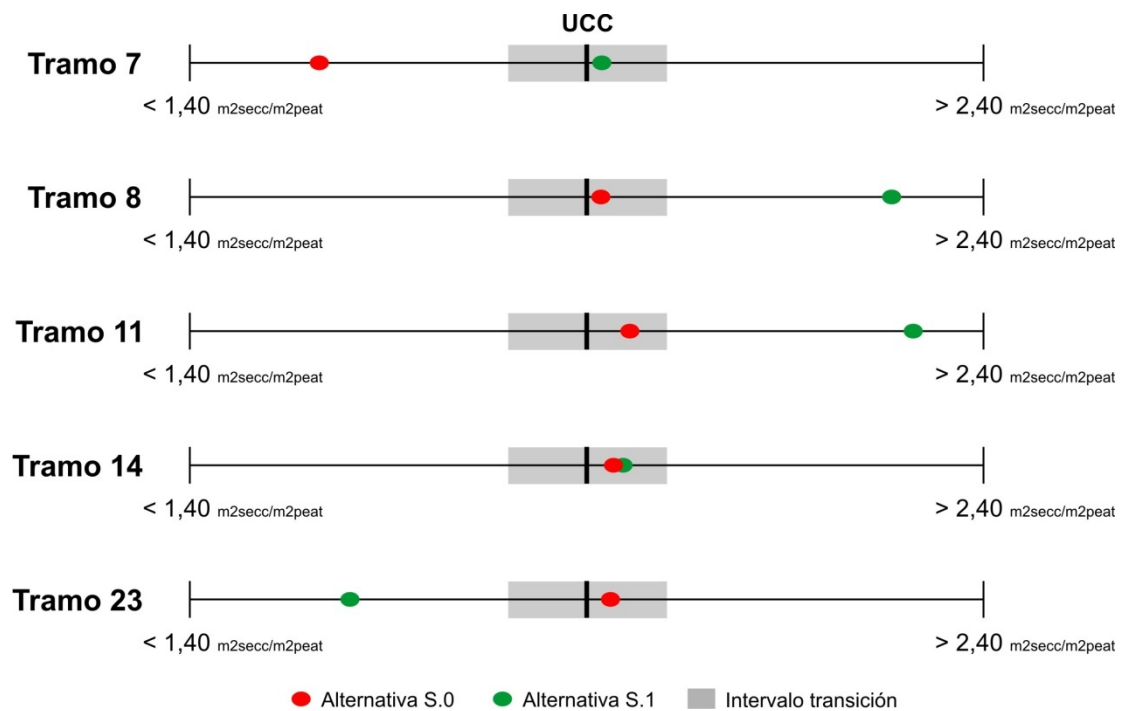 UCC
Tramo 7
< 1,40 m2secc/m2peat > 2,40 m2secc/m2peat
Tramo 8
< 1,40 m2secc/m2peat > 2,40 m2secc/m2peat
Tramo 11
< 1,40 m2secc/m2peat > 2,40 m2secc/m2peat
Tramo 14
< 1,40 m2secc/m2peat > 2,40 m2secc/m2peat
Tramo 23
< 1,40 m2secc/m2peat > 2,40 m2secc/m2peat
Alternativa S.0 Alternativa S.1 Intervalo transición